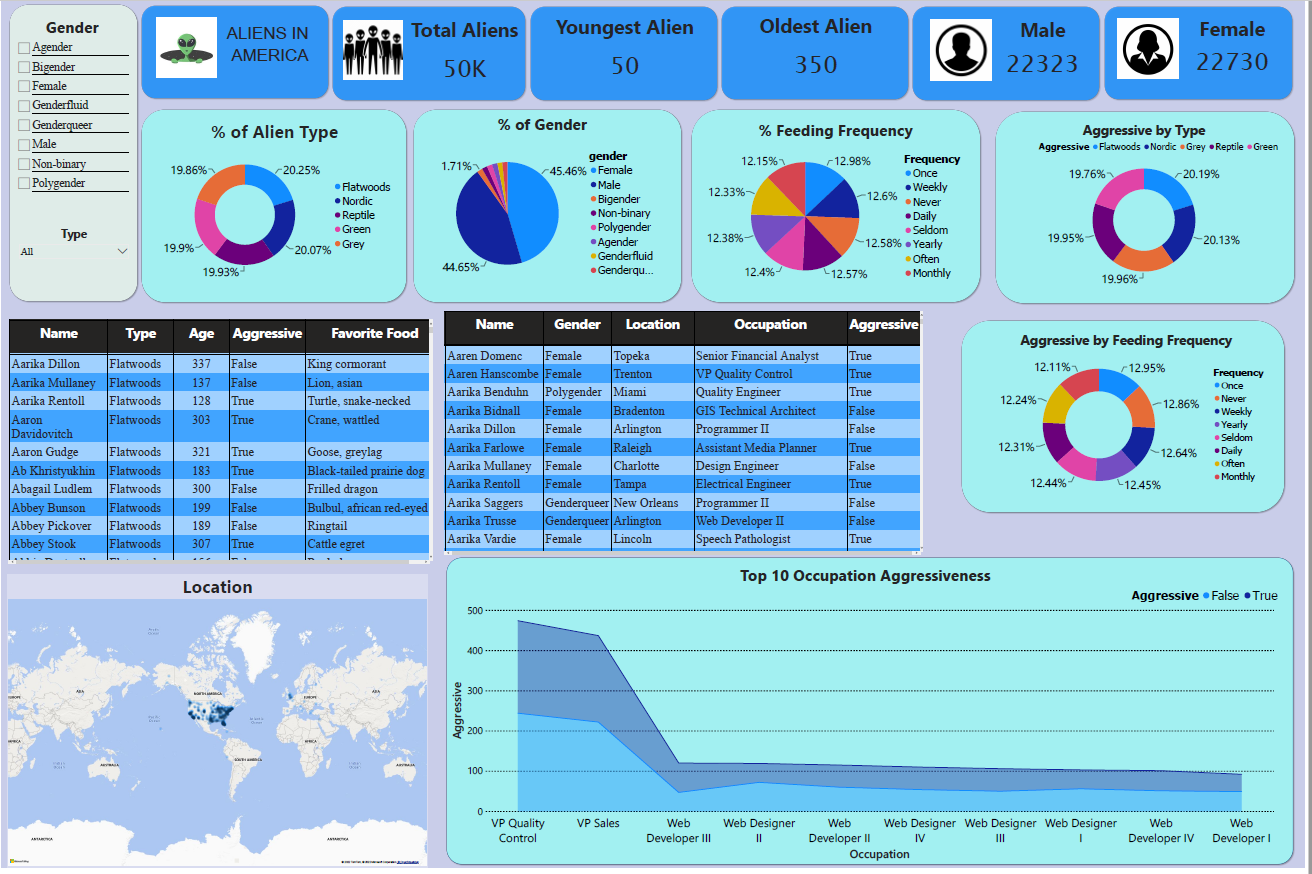 Gender
Agender
Bigender
Female
Genderfluid
Genderqueer
Male
Non-binary
Polygender
Type
All
ALIENS IN
AMERICA
Total Aliens
50K
Youngest Alien
50
Oldest Alien
350
Male
22323
Female
22730
% of Alien Type
19.86%
20.25%
19.9%
20.07%
19.93%
Flatwoods
Nordic
Reptile
Green
Grey
% of Gender
1.71%
45.46%
44.65%
gender
Female
Male
Bigender
Non-binary
Polygender
Agender
Genderfluid
Genderqu...
% Feeding Frequency
12.15%
12.98%
12.33%
12.6%
12.38%
12.58%
12.4%
12.57%
Frequency
Once
Weekly
Never
Daily
Seldom
Yearly
Often
Monthly
Aggressive by Type
Aggressive Flatwoods Nordic Grey Reptile Green
19.76%
20.19%
19.95%
20.13%
19.96%
Name Type Age Aggressive Favorite Food
Aarika Dillon Flatwoods 337 False King cormorant
Aarika Mullaney Flatwoods 137 False Lion, asian
Aarika Rentoll Flatwoods 128 True Turtle, snake-necked
Aaron Flatwoods 303 True Crane, wattled
Davidovitch
Aaron Gudge Flatwoods 321 True Goose, greylag
Ab Khristyukhin Flatwoods 183 True Black-tailed prairie dog
Abagail Ludlem Flatwoods 300 False Frilled dragon
Abbey Bunson Flatwoods 199 False Bulbul, african red-eyed
Abbey Pickover Flatwoods 189 False Ringtail
Abbey Stook Flatwoods 307 True Cattle egret
Name Gender Location Occupation Aggressive
Aaren Domenc Female Topeka Senior Financial Analyst True
Aaren Hanscombe Female Trenton VP Quality Control True
Aarika Benduhn Polygender Miami Quality Engineer True
Aarika Bidnall Female Bradenton GIS Technical Architect False
Aarika Dillon Female Arlington Programmer II False
Aarika Farlowe Female Raleigh Assistant Media Planner True
Aarika Mullaney Female Charlotte Design Engineer False
Aarika Rentoll Female Tampa Electrical Engineer True
Aarika Saggers Genderqueer New Orleans Programmer II False
Aarika Trusse Genderqueer Arlington Web Developer II False
Aarika Vardie Female Lincoln Speech Pathologist True
Aggressive by Feeding Frequency
12.11%
12.95%
12.24%
12.86%
12.31%
12.64%
12.44%
12.45%
Frequency
Once
Never
Weekly
Yearly
Seldom
Daily
Often
Monthly
Location
NORTH AMERICA
EUROPE
ASIA
AFRICA
SOUTH AMERICA
AUSTRALIA
AUSTRALIA
ANTARCTICA
ANTARCTICA
Top 10 Occupation Aggressiveness
Aggressive False True
500
400
300
200
100
0
Aggressive
VP Quality
Control
VP Sales
Web
Developer III
Web Designer
II
Web
Developer II
Web Designer
IV
Web Designer
III
Web Designer
I
Web
Developer IV
Web
Developer I
Occupation